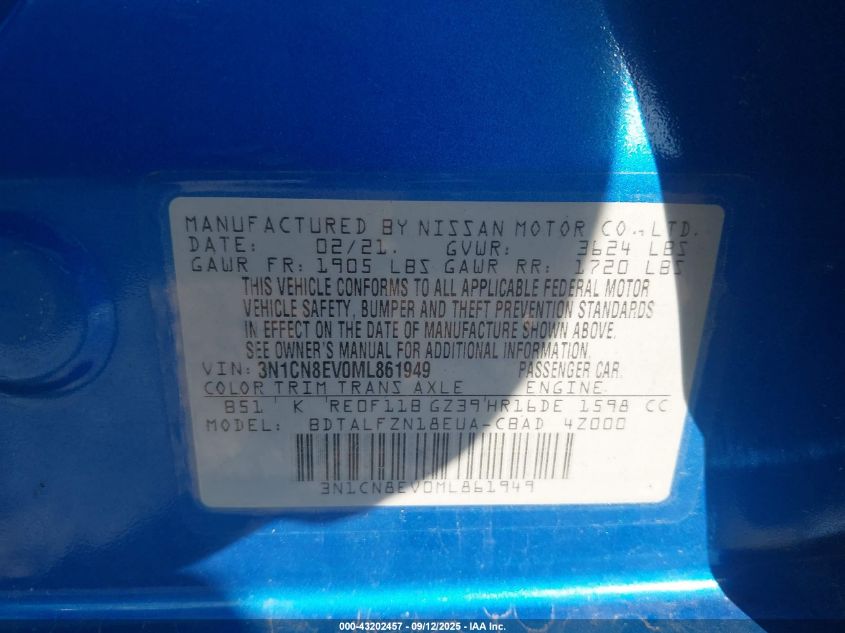 MANUFACTURED BY NISSAN MOTOR CO., LTD.
DATE: 02/21 GVWR: 3624 LBS
GAWR FR: 1905 LBS GAWR RR: 1720 LBS
THIS VEHICLE CONFORMS TO ALL APPLICABLE FEDERAL MOTOR
VEHICLE SAFETY, BUMPER AND THEFT PREVENTION STANDARDS
IN EFFECT ON THE DATE OF MANUFACTURE SHOWN ABOVE.
SEE OWNER'S MANUAL FOR ADDITIONAL INFORMATION.
VIN: 3N1CN8EV0ML861949 PASSENGER CAR.
COLOR TRIM TRANS AXLE ENGINE
B51 K RE0F11B GZ39 HR16DE 1598 CC
MODEL: BDTALFZN18EUA-CBAD 4Z000
3N1CN8EV0ML861949
000-43202457 - 09/12/2025 - IAA Inc.